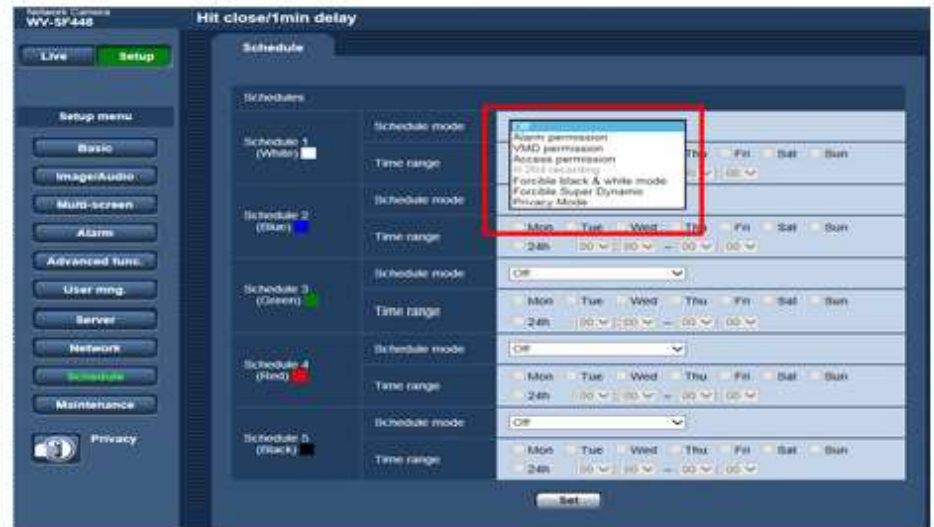 Network Camera
WV-SF448
Hit close/1min delay
Live
Setup
Schedule
Setup menu
Basic
Image/Audio
Multi-screen
Alarm
Advanced func.
User mng.
Server
Network
Schedule
Maintenance
Privacy
Schedules
Schedule 1
(White)
Schedule mode
Off
Alarm permission
VMD permission
Access permission
H.264 recording
Forcible black & white mode
Forcible Super Dynamic
Privacy Mode
Time range
Thu Fri Sat Sun
00
Schedule 2
(Blue)
Schedule mode
Time range
Mon Tue Wed Thu Fri Sat Sun
24h 00 : 00 – 00 : 00
Schedule 3
(Green)
Schedule mode
Off
Time range
Mon Tue Wed Thu Fri Sat Sun
24h 00 : 00 – 00 : 00
Schedule 4
(Red)
Schedule mode
Off
Time range
Mon Tue Wed Thu Fri Sat Sun
24h 00 : 00 – 00 : 00
Schedule 5
(Black)
Schedule mode
Off
Time range
Mon Tue Wed Thu Fri Sat Sun
24h 00 : 00 – 00 : 00
Set